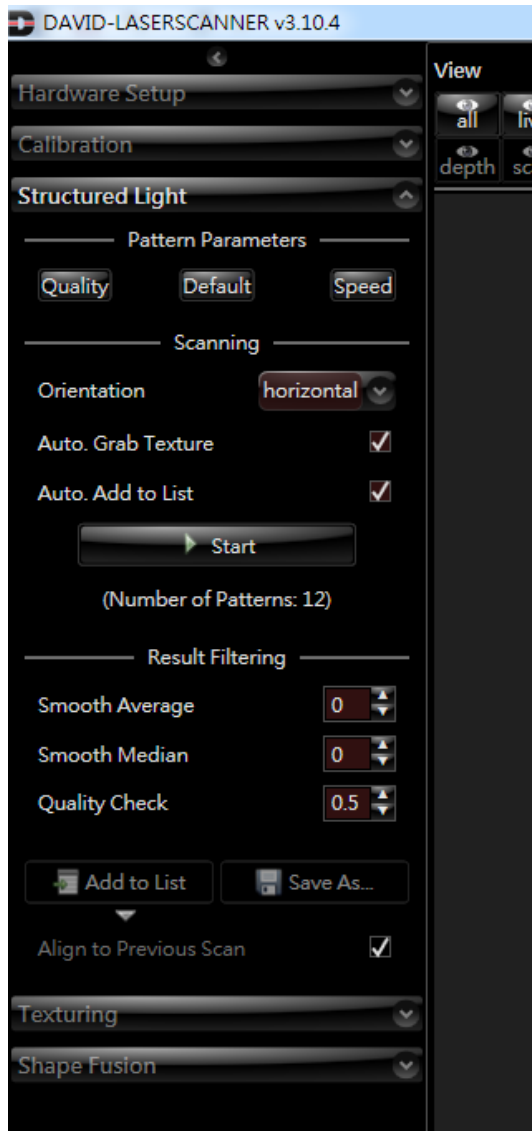 DAVID-LASERSCANNER v3.10.4
Hardware Setup
Calibration
Structured Light
Pattern Parameters
Quality Default Speed
Scanning
Orientation horizontal
Auto. Grab Texture
Auto. Add to List
Start
(Number of Patterns: 12)
Result Filtering
Smooth Average 0
Smooth Median 0
Quality Check 0.5
Add to List Save As...
Align to Previous Scan
Texturing
Shape Fusion
View
all
depth